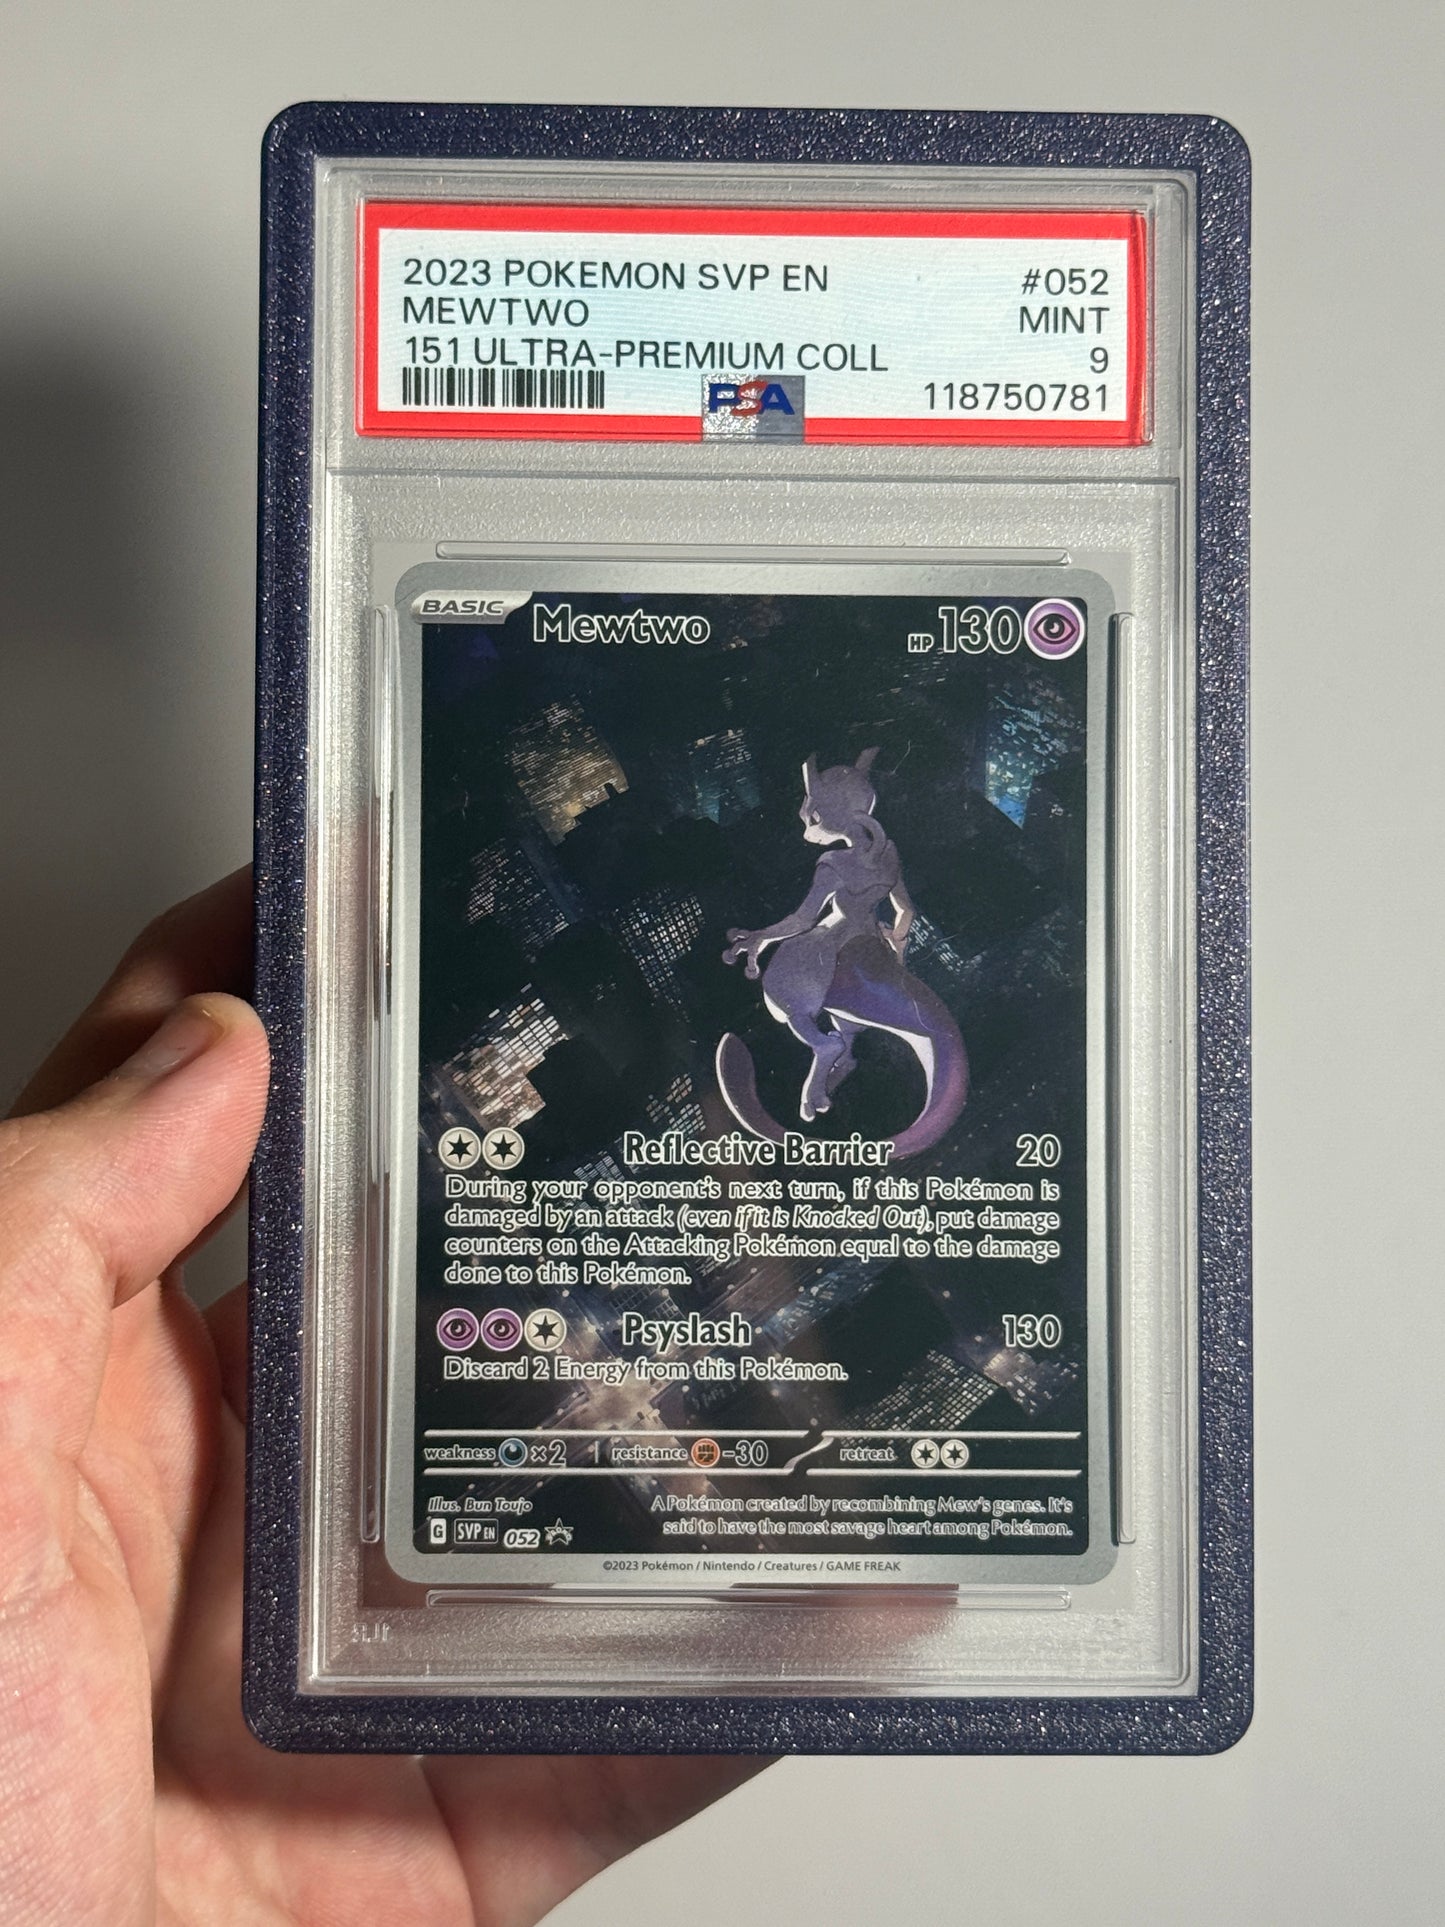 2023 POKEMON SVP EN #052
MEWTWO MINT
151 ULTRA-PREMIUM COLL 9
PSA 118750781
BASIC Mewtwo HP 130
Reflective Barrier 20
During your opponent's next turn, if this Pokémon is
damaged by an attack (even if it is Knocked Out), put damage
counters on the Attacking Pokémon equal to the damage
done to this Pokémon.
Psyslash 130
Discard 2 Energy from this Pokémon.
weakness ×2 resistance -30 retreat
Illus. Bun Toujo
A Pokémon created by recombining Mew's genes. It's
said to have the most savage heart among Pokémon.
G SVP EN 052
©2023 Pokémon / Nintendo / Creatures / GAME FREAK